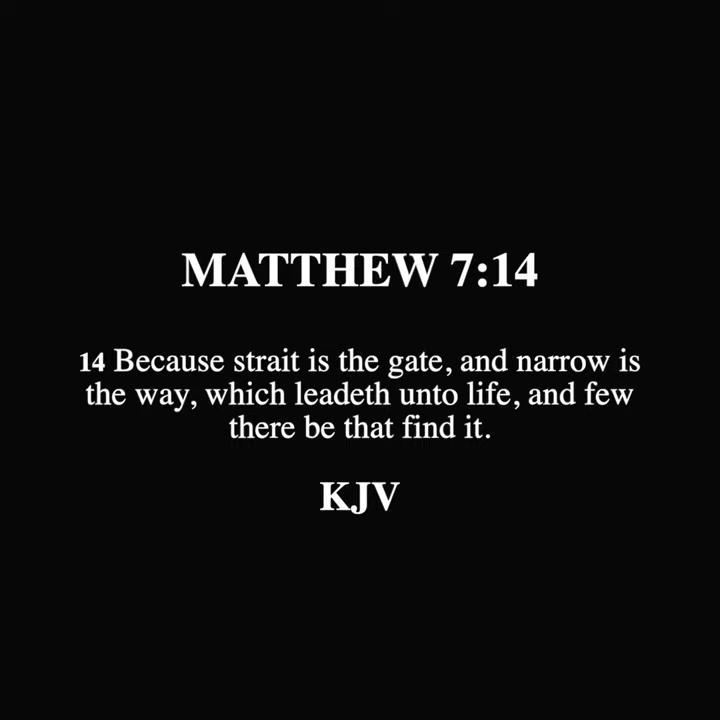 MATTHEW 7:14
14 Because strait is the gate, and narrow is
the way, which leadeth unto life, and few
there be that find it.
KJV